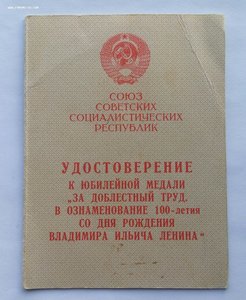 СОЮЗ
СОВЕТСКИХ
СОЦИАЛИСТИЧЕСКИХ
РЕСПУБЛИК
УДОСТОВЕРЕНИЕ
К ЮБИЛЕЙНОЙ МЕДАЛИ
„ЗА ДОБЛЕСТНЫЙ ТРУД.
В ОЗНАМЕНОВАНИЕ 100-летия
СО ДНЯ РОЖДЕНИЯ
ВЛАДИМИРА ИЛЬИЧА ЛЕНИНА“